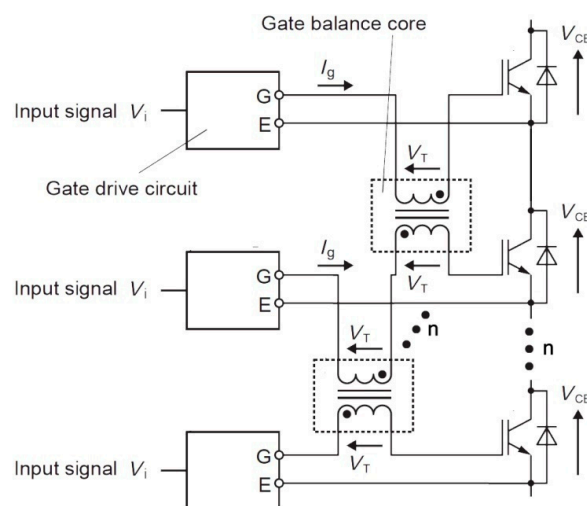 Gate balance core
V_CE
I_g
G
Input signal V_i
E
V_T
Gate drive circuit
V_CE
I_g
G
V_T
Input signal V_i
E
V_T
n
n
V_CE
G
V_T
Input signal V_i
E